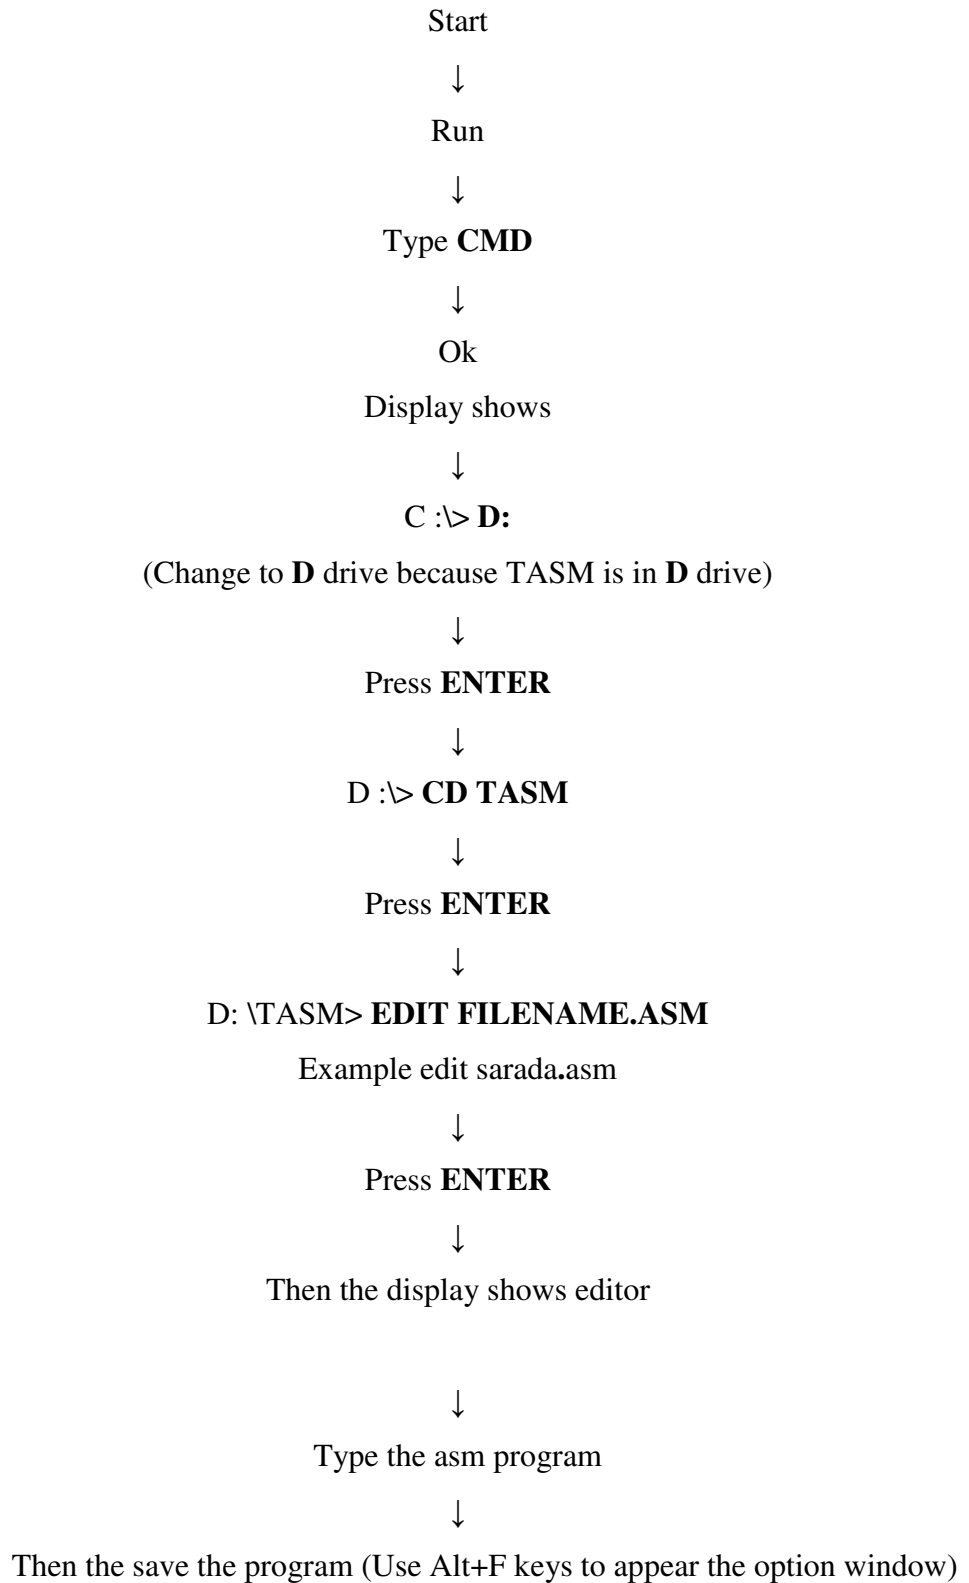 Start
↓
Run
↓
Type CMD
↓
Ok
Display shows
↓
C :\> D:
(Change to D drive because TASM is in D drive)
↓
Press ENTER
↓
D :\> CD TASM
↓
Press ENTER
↓
D: \TASM> EDIT FILENAME.ASM
Example edit sarada.asm
↓
Press ENTER
↓
Then the display shows editor
↓
Type the asm program
↓
Then the save the program (Use Alt+F keys to appear the option window)